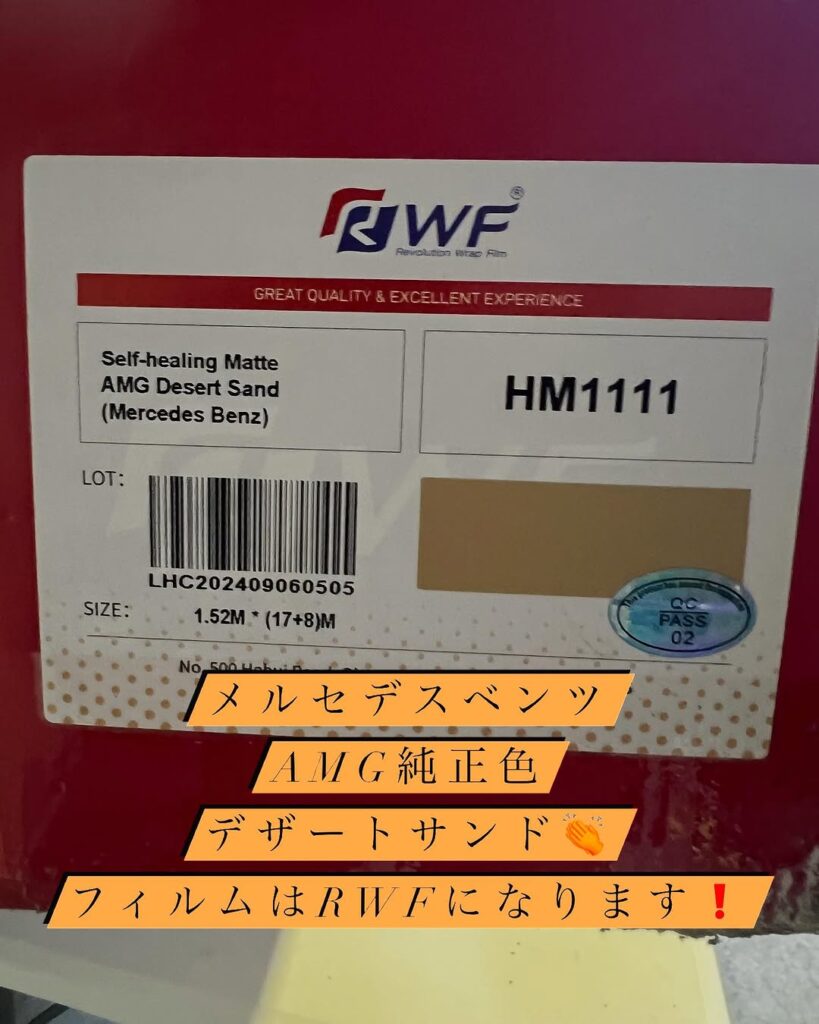 RWF®
Revolution Wrap Film
GREAT QUALITY & EXCELLENT EXPERIENCE
Self-healing Matte
AMG Desert Sand
(Mercedes Benz)
HM1111
LOT:
LHC202409060505
SIZE:
1.52M * (17+8)M
QC
PASS
02
No. 500
メルセデスベンツ
AMG純正色
デザートサンド👏
フィルムはRWFになります❗